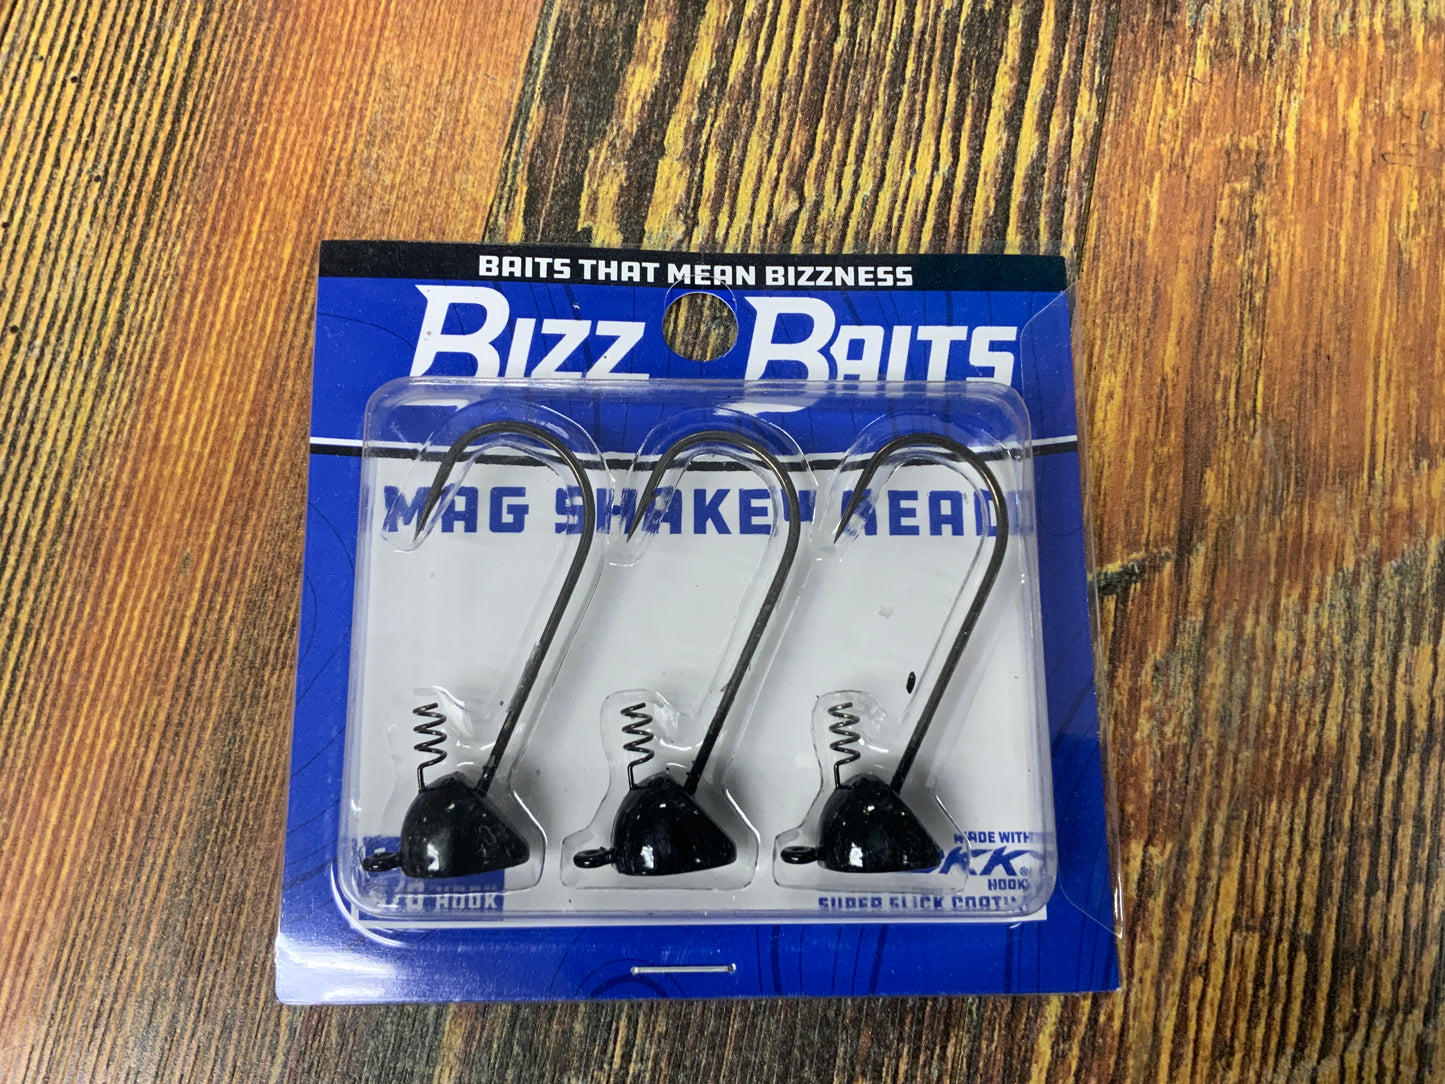 BAITS THAT MEAN BIZZNESS
BIZZ BAITS
MAG SHAKEY HEAD
HOOK
MADE WITH
HOOK
SUPER SLICK COATING